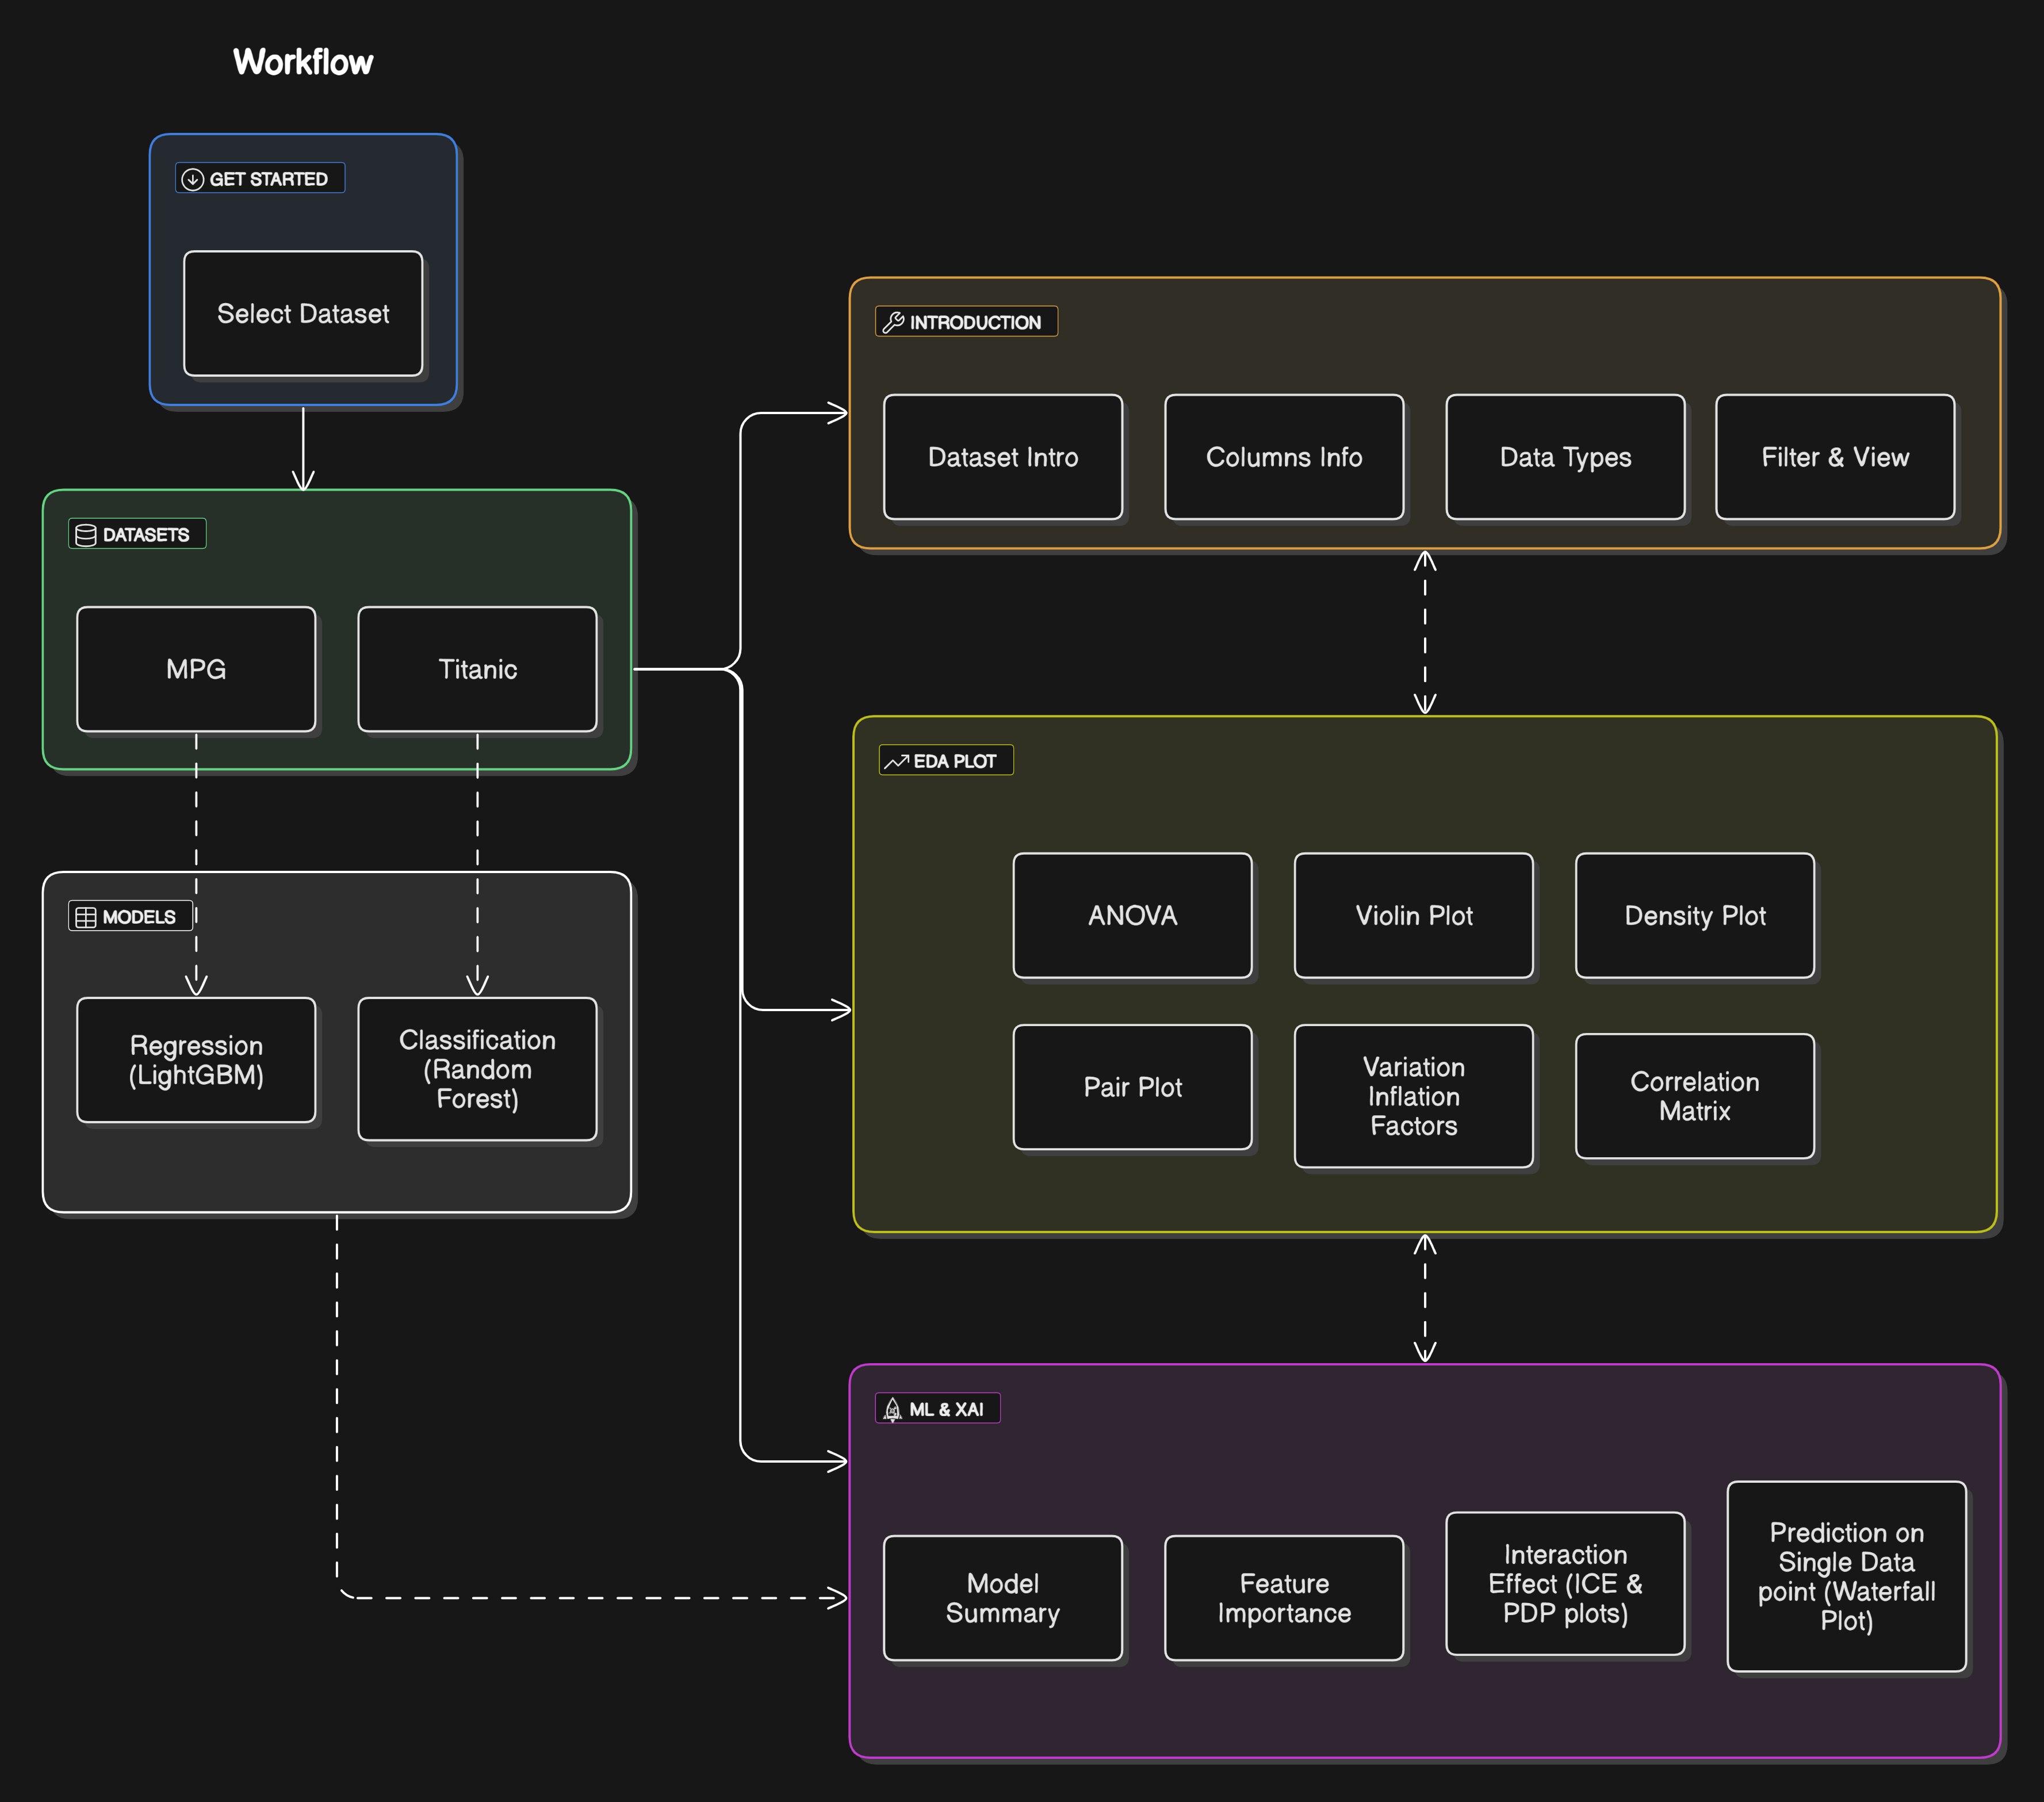 Workflow
GET STARTED
Select Dataset
DATASETS
MPG
Titanic
MODELS
Regression
(LightGBM)
Classification
(Random
Forest)
INTRODUCTION
Dataset Intro
Columns Info
Data Types
Filter & View
EDA PLOT
ANOVA
Violin Plot
Density Plot
Pair Plot
Variation
Inflation
Factors
Correlation
Matrix
ML & XAI
Model
Summary
Feature
Importance
Interaction
Effect (ICE &
PDP plots)
Prediction on
Single Data
point (Waterfall
Plot)